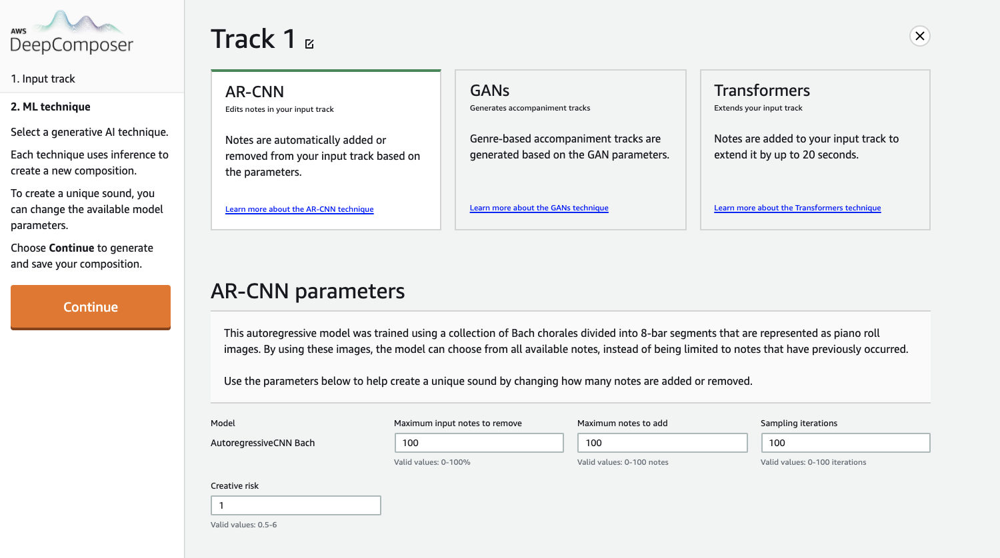 AWS
DeepComposer
1. Input track
2. ML technique
Select a generative AI technique.
Each technique uses inference to
create a new composition.
To create a unique sound, you
can change the available model
parameters.
Choose Continue to generate
and save your composition.
Continue
Track 1
AR-CNN
Edits notes in your input track
Notes are automatically added or
removed from your input track based on
the parameters.
Learn more about the AR-CNN technique
GANs
Generates accompaniment tracks
Genre-based accompaniment tracks are
generated based on the GAN parameters.
Learn more about the GANs technique
Transformers
Extends your input track
Notes are added to your input track to
extend it by up to 20 seconds.
Learn more about the Transformers technique
AR-CNN parameters
This autoregressive model was trained using a collection of Bach chorales divided into 8-bar segments that are represented as piano roll
images. By using these images, the model can choose from all available notes, instead of being limited to notes that have previously occurred.
Use the parameters below to help create a unique sound by changing how many notes are added or removed.
Model
AutoregressiveCNN Bach
Maximum input notes to remove
100
Valid values: 0-100%
Maximum notes to add
100
Valid values: 0-100 notes
Sampling iterations
100
Valid values: 0-100 iterations
Creative risk
1
Valid values: 0.5-6